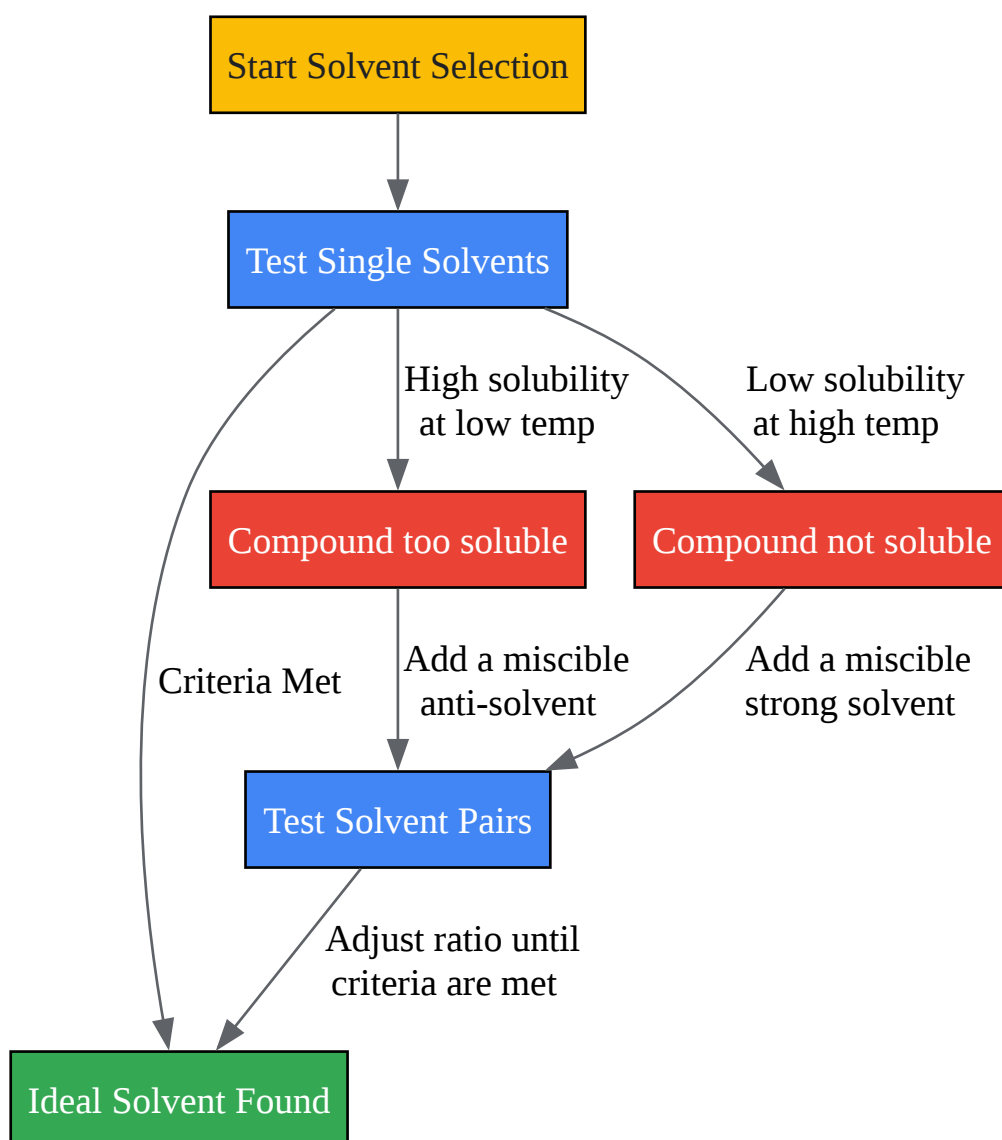 Start Solvent Selection
Test Single Solvents
High solubility
at low temp
Low solubility
at high temp
Compound too soluble
Compound not soluble
Criteria Met
Add a miscible
anti-solvent
Add a miscible
strong solvent
Test Solvent Pairs
Adjust ratio until
criteria are met
Ideal Solvent Found